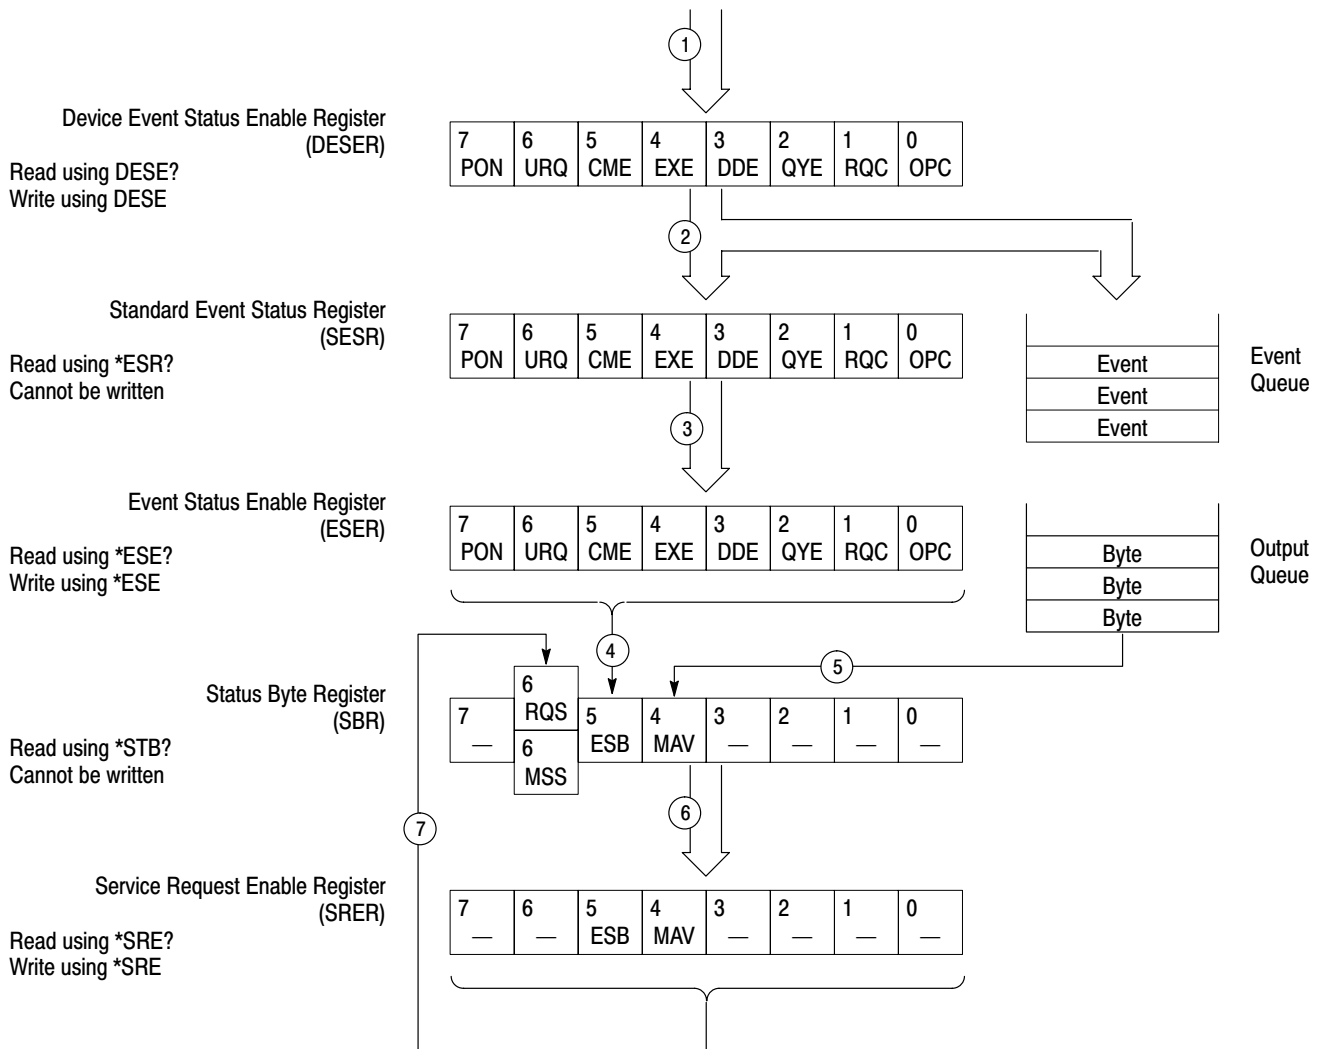 1
Device Event Status Enable Register
(DESER)
Read using DESE?
Write using DESE
7 6 5 4 3 2 1 0
PON URQ CME EXE DDE QYE RQC OPC
2
Standard Event Status Register
(SESR)
Read using *ESR?
Cannot be written
7 6 5 4 3 2 1 0
PON URQ CME EXE DDE QYE RQC OPC
Event
Event
Event
Event
Queue
3
Event Status Enable Register
(ESER)
Read using *ESE?
Write using *ESE
7 6 5 4 3 2 1 0
PON URQ CME EXE DDE QYE RQC OPC
Byte
Byte
Byte
Output
Queue
4
5
Status Byte Register
(SBR)
Read using *STB?
Cannot be written
6
RQS
7 5 4 3 2 1 0
— ESB MAV — — — —
6
MSS
6
7
Service Request Enable Register
(SRER)
Read using *SRE?
Write using *SRE
7 6 5 4 3 2 1 0
— — ESB MAV — — — —